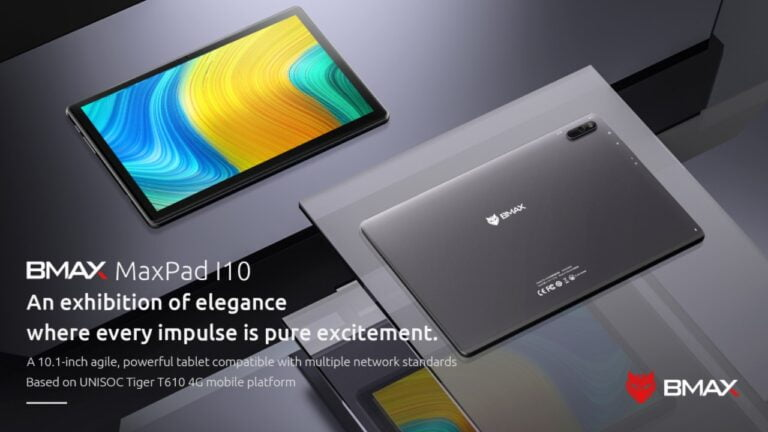 BMAX
BMAX MaxPad I10
An exhibition of elegance
where every impulse is pure excitement.
A 10.1-inch agile, powerful tablet compatible with multiple network standards
Based on UNISOC Tiger T610 4G mobile platform
BMAX